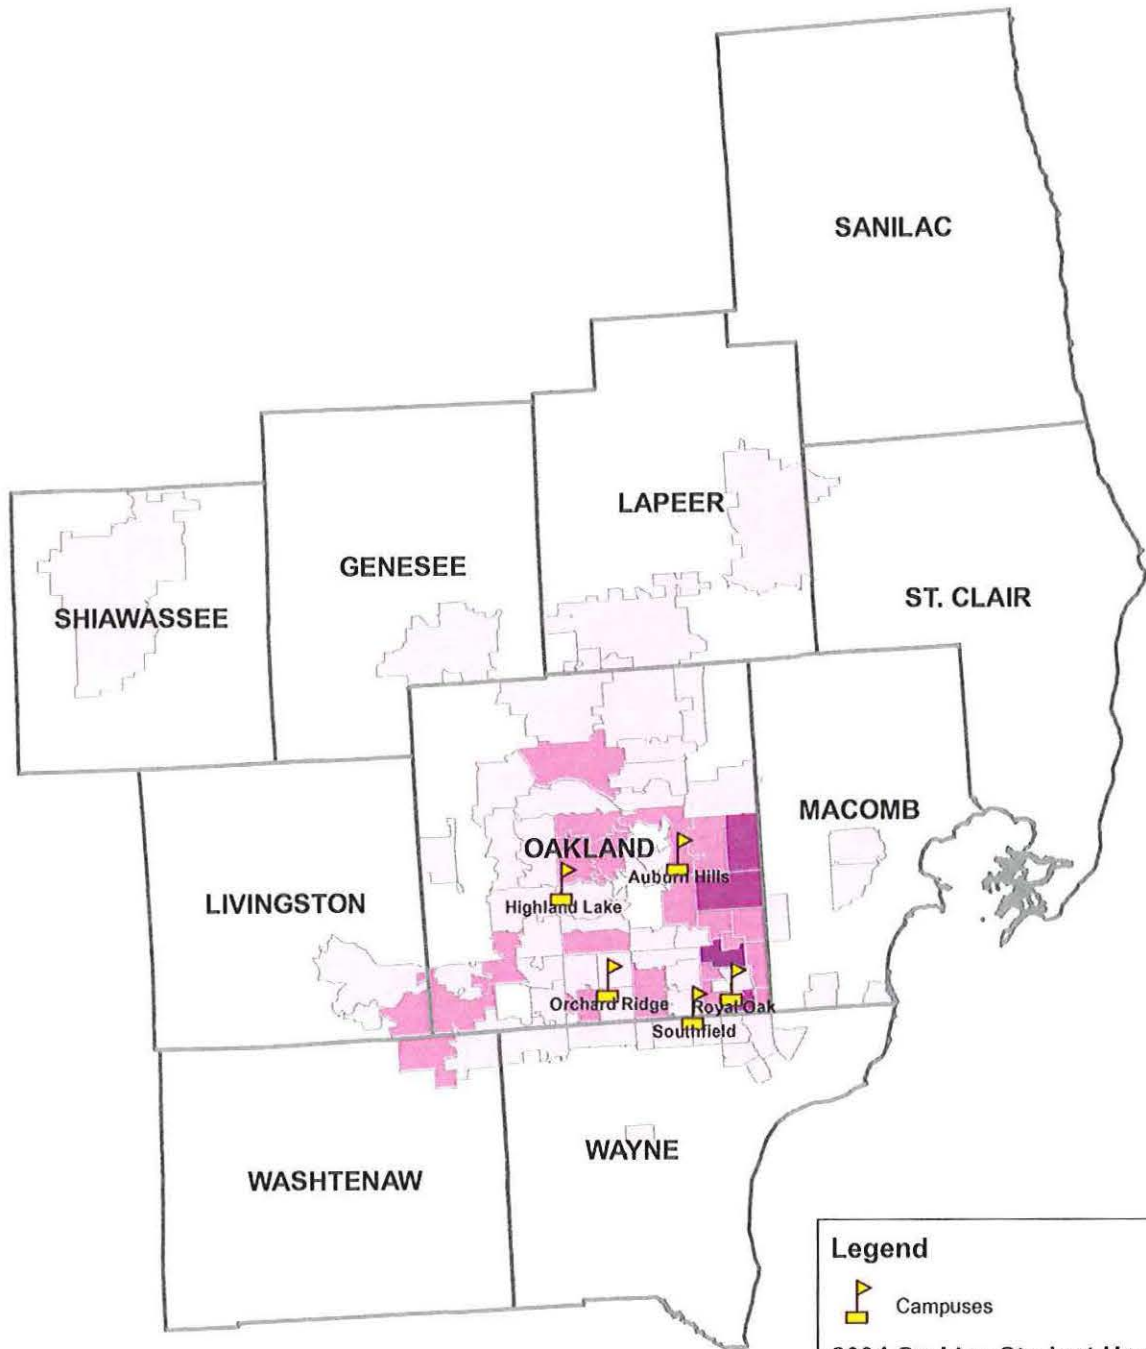 SANILAC
LAPEER
GENESEE
ST. CLAIR
SHIAWASSEE
MACOMB
OAKLAND
Auburn Hills
LIVINGSTON
Highland Lake
Orchard Ridge
Royal Oak
Southfield
WAYNE
WASHTENAW
Legend
Campuses